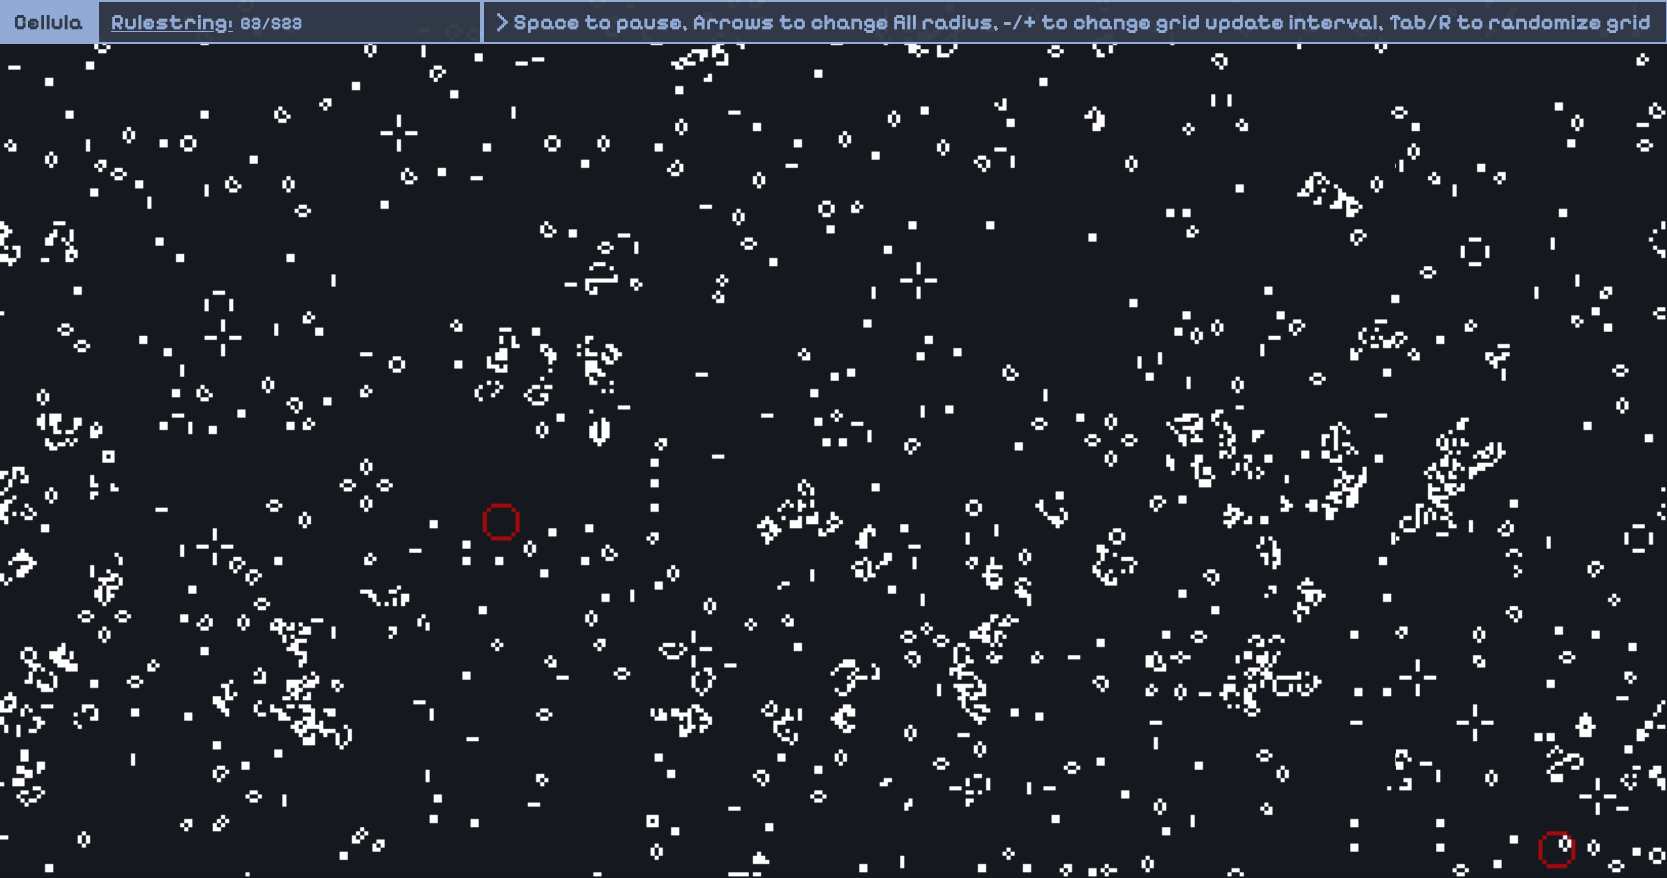 Cellula
Rulestring: B3/S23
>Space to pause, Arrows to change All radius, -/+ to change grid update interval, Tab/R to randomize grid